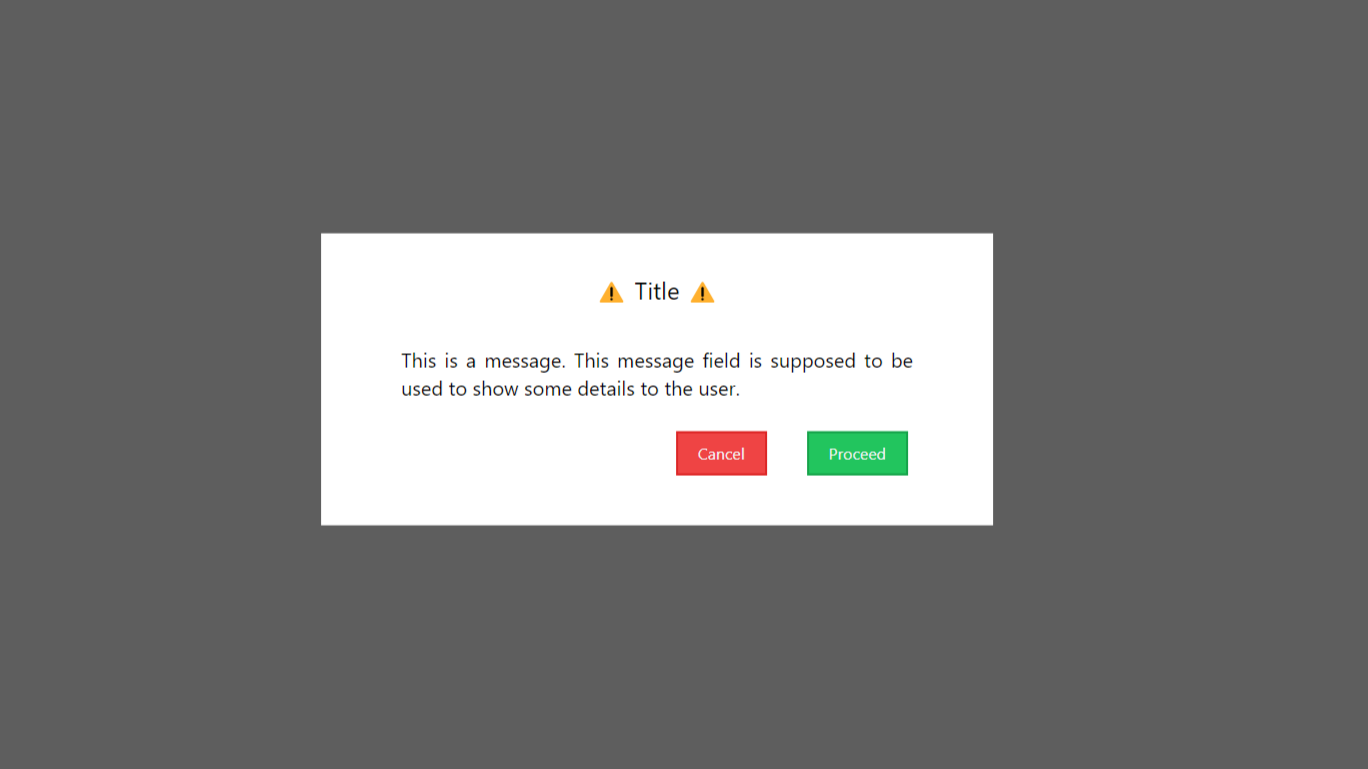 ⚠ Title ⚠
This is a message. This message field is supposed to be
used to show some details to the user.
Cancel Proceed